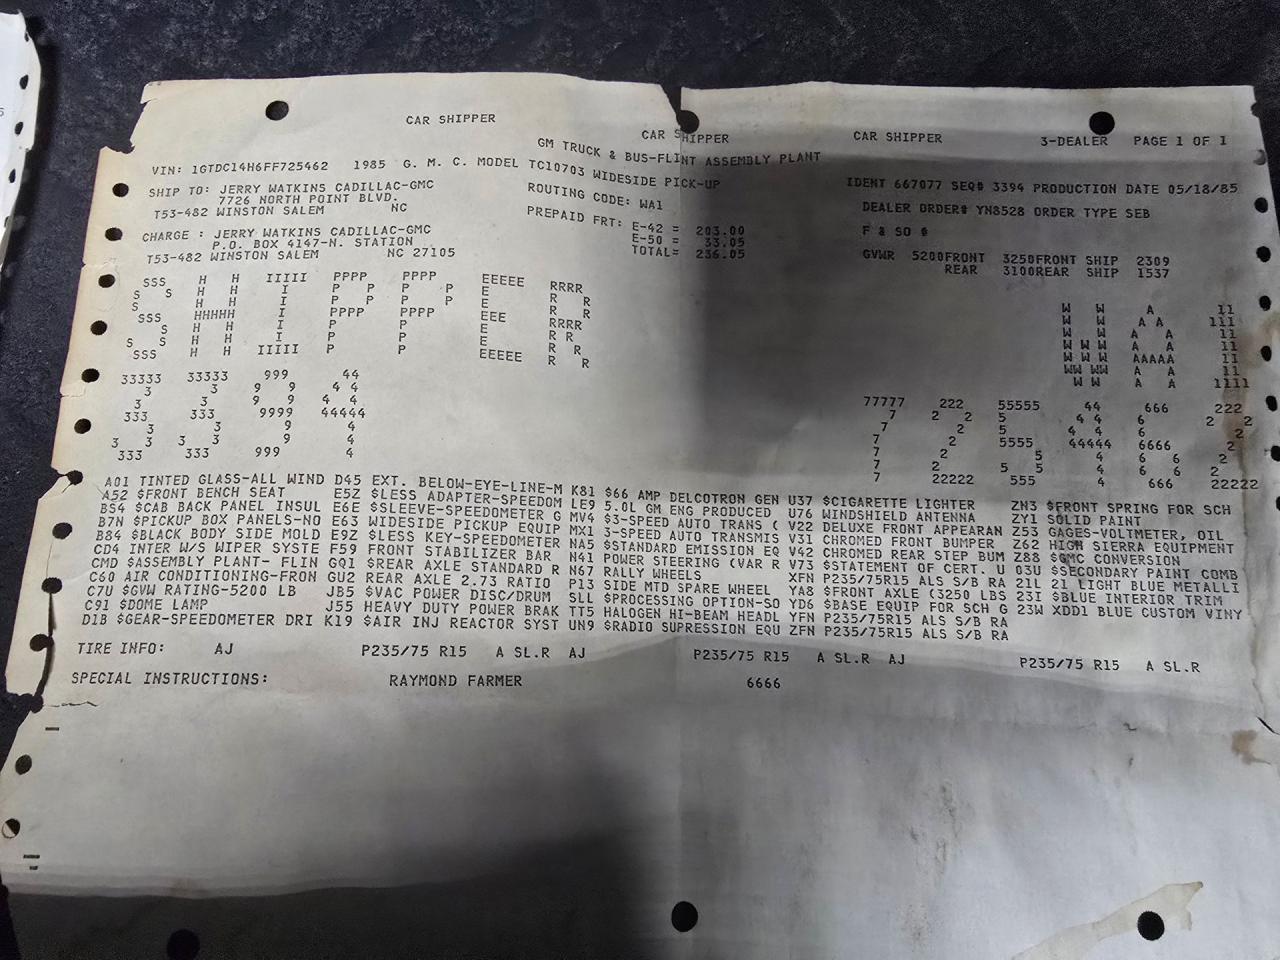 CAR SHIPPER CAR SHIPPER CAR SHIPPER 3-DEALER PAGE 1 OF 1
GM TRUCK & BUS-FLINT ASSEMBLY PLANT
VIN: 1GTDC14H6FF725462 1985 G. M. C. MODEL TC10703 WIDESIDE PICK-UP
IDENT 667077 SEQ# 3394 PRODUCTION DATE 05/18/85
SHIP TO: JERRY WATKINS CADILLAC-GMC ROUTING CODE: WA1
7726 NORTH POINT BLVD.
DEALER ORDER# YN8528 ORDER TYPE SEB
T53-482 WINSTON SALEM NC
PREPAID FRT: E-42 = 203.00
F & SO #
CHARGE : JERRY WATKINS CADILLAC-GMC
E-50 = 33.05
P.O. BOX 4147-N. STATION
TOTAL= 236.05
T53-482 WINSTON SALEM NC 27105
GVWR 5200FRONT 3250FRONT SHIP 2309
REAR 3100REAR SHIP 1537
SHIPPER WA1
3394 725462
A01 TINTED GLASS-ALL WIND D45 EXT. BELOW-EYE-LINE-M K81 $66 AMP DELCOTRON GEN U37 $CIGARETTE LIGHTER ZN3 $FRONT SPRING FOR SCH
A52 $FRONT BENCH SEAT E5Z $LESS ADAPTER-SPEEDOM LE9 5.0L GM ENG PRODUCED U76 WINDSHIELD ANTENNA ZY1 SOLID PAINT
BS4 $CAB BACK PANEL INSUL E6E $SLEEVE-SPEEDOMETER G MV4 $3-SPEED AUTO TRANS ( V22 DELUXE FRONT APPEARAN Z53 GAGES-VOLTMETER, OIL
B7N $PICKUP BOX PANELS-NO E63 WIDESIDE PICKUP EQUIP MX1 3-SPEED AUTO TRANSMIS V31 CHROMED FRONT BUMPER Z62 HIGH SIERRA EQUIPMENT
B84 $BLACK BODY SIDE MOLD E9Z $LESS KEY-SPEEDOMETER NA5 $STANDARD EMISSION EQ V42 CHROMED REAR STEP BUM Z88 $GMC CONVERSION
CD4 INTER W/S WIPER SYSTE F59 FRONT STABILIZER BAR N41 POWER STEERING (VAR R V73 $STATEMENT OF CERT. U 03U $SECONDARY PAINT COMB
CMD $ASSEMBLY PLANT- FLIN GQ1 $REAR AXLE STANDARD R N67 RALLY WHEELS XFN P235/75R15 ALS S/B RA 21L 21 LIGHT BLUE METALLI
C60 AIR CONDITIONING-FRON GU2 REAR AXLE 2.73 RATIO P13 SIDE MTD SPARE WHEEL YA8 $FRONT AXLE (3250 LBS 23I $BLUE INTERIOR TRIM
C7U $GVW RATING-5200 LB JB5 $VAC POWER DISC/DRUM SLL $PROCESSING OPTION-SO YD6 $BASE EQUIP FOR SCH G 23W XDD1 BLUE CUSTOM VINY
C91 $DOME LAMP J55 HEAVY DUTY POWER BRAK TT5 HALOGEN HI-BEAM HEADL YFN P235/75R15 ALS S/B RA
D1B $GEAR-SPEEDOMETER DRI K19 $AIR INJ REACTOR SYST UN9 $RADIO SUPRESSION EQU ZFN P235/75R15 ALS S/B RA
TIRE INFO: AJ P235/75 R15 A SL.R AJ P235/75 R15 A SL.R AJ P235/75 R15 A SL.R
SPECIAL INSTRUCTIONS: RAYMOND FARMER 6666